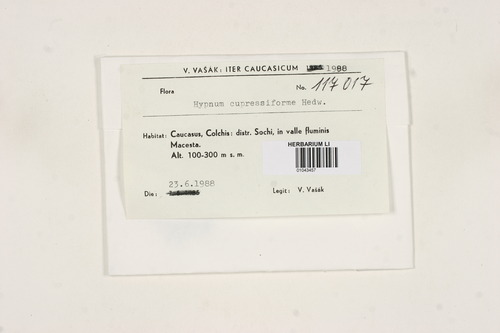 V. VAŠÁK: ITER CAUCASICUM 1988
Flora
No. 117 017
Hypnum cupressiforme Hedw.
Habitat: Caucasus, Colchis: distr. Sochi, in valle fluminis
Macesta.
Alt. 100-300 m s. m.
HERBARIUM LI
01043457
23.6.1988
Die:
Legit: V. Vašák